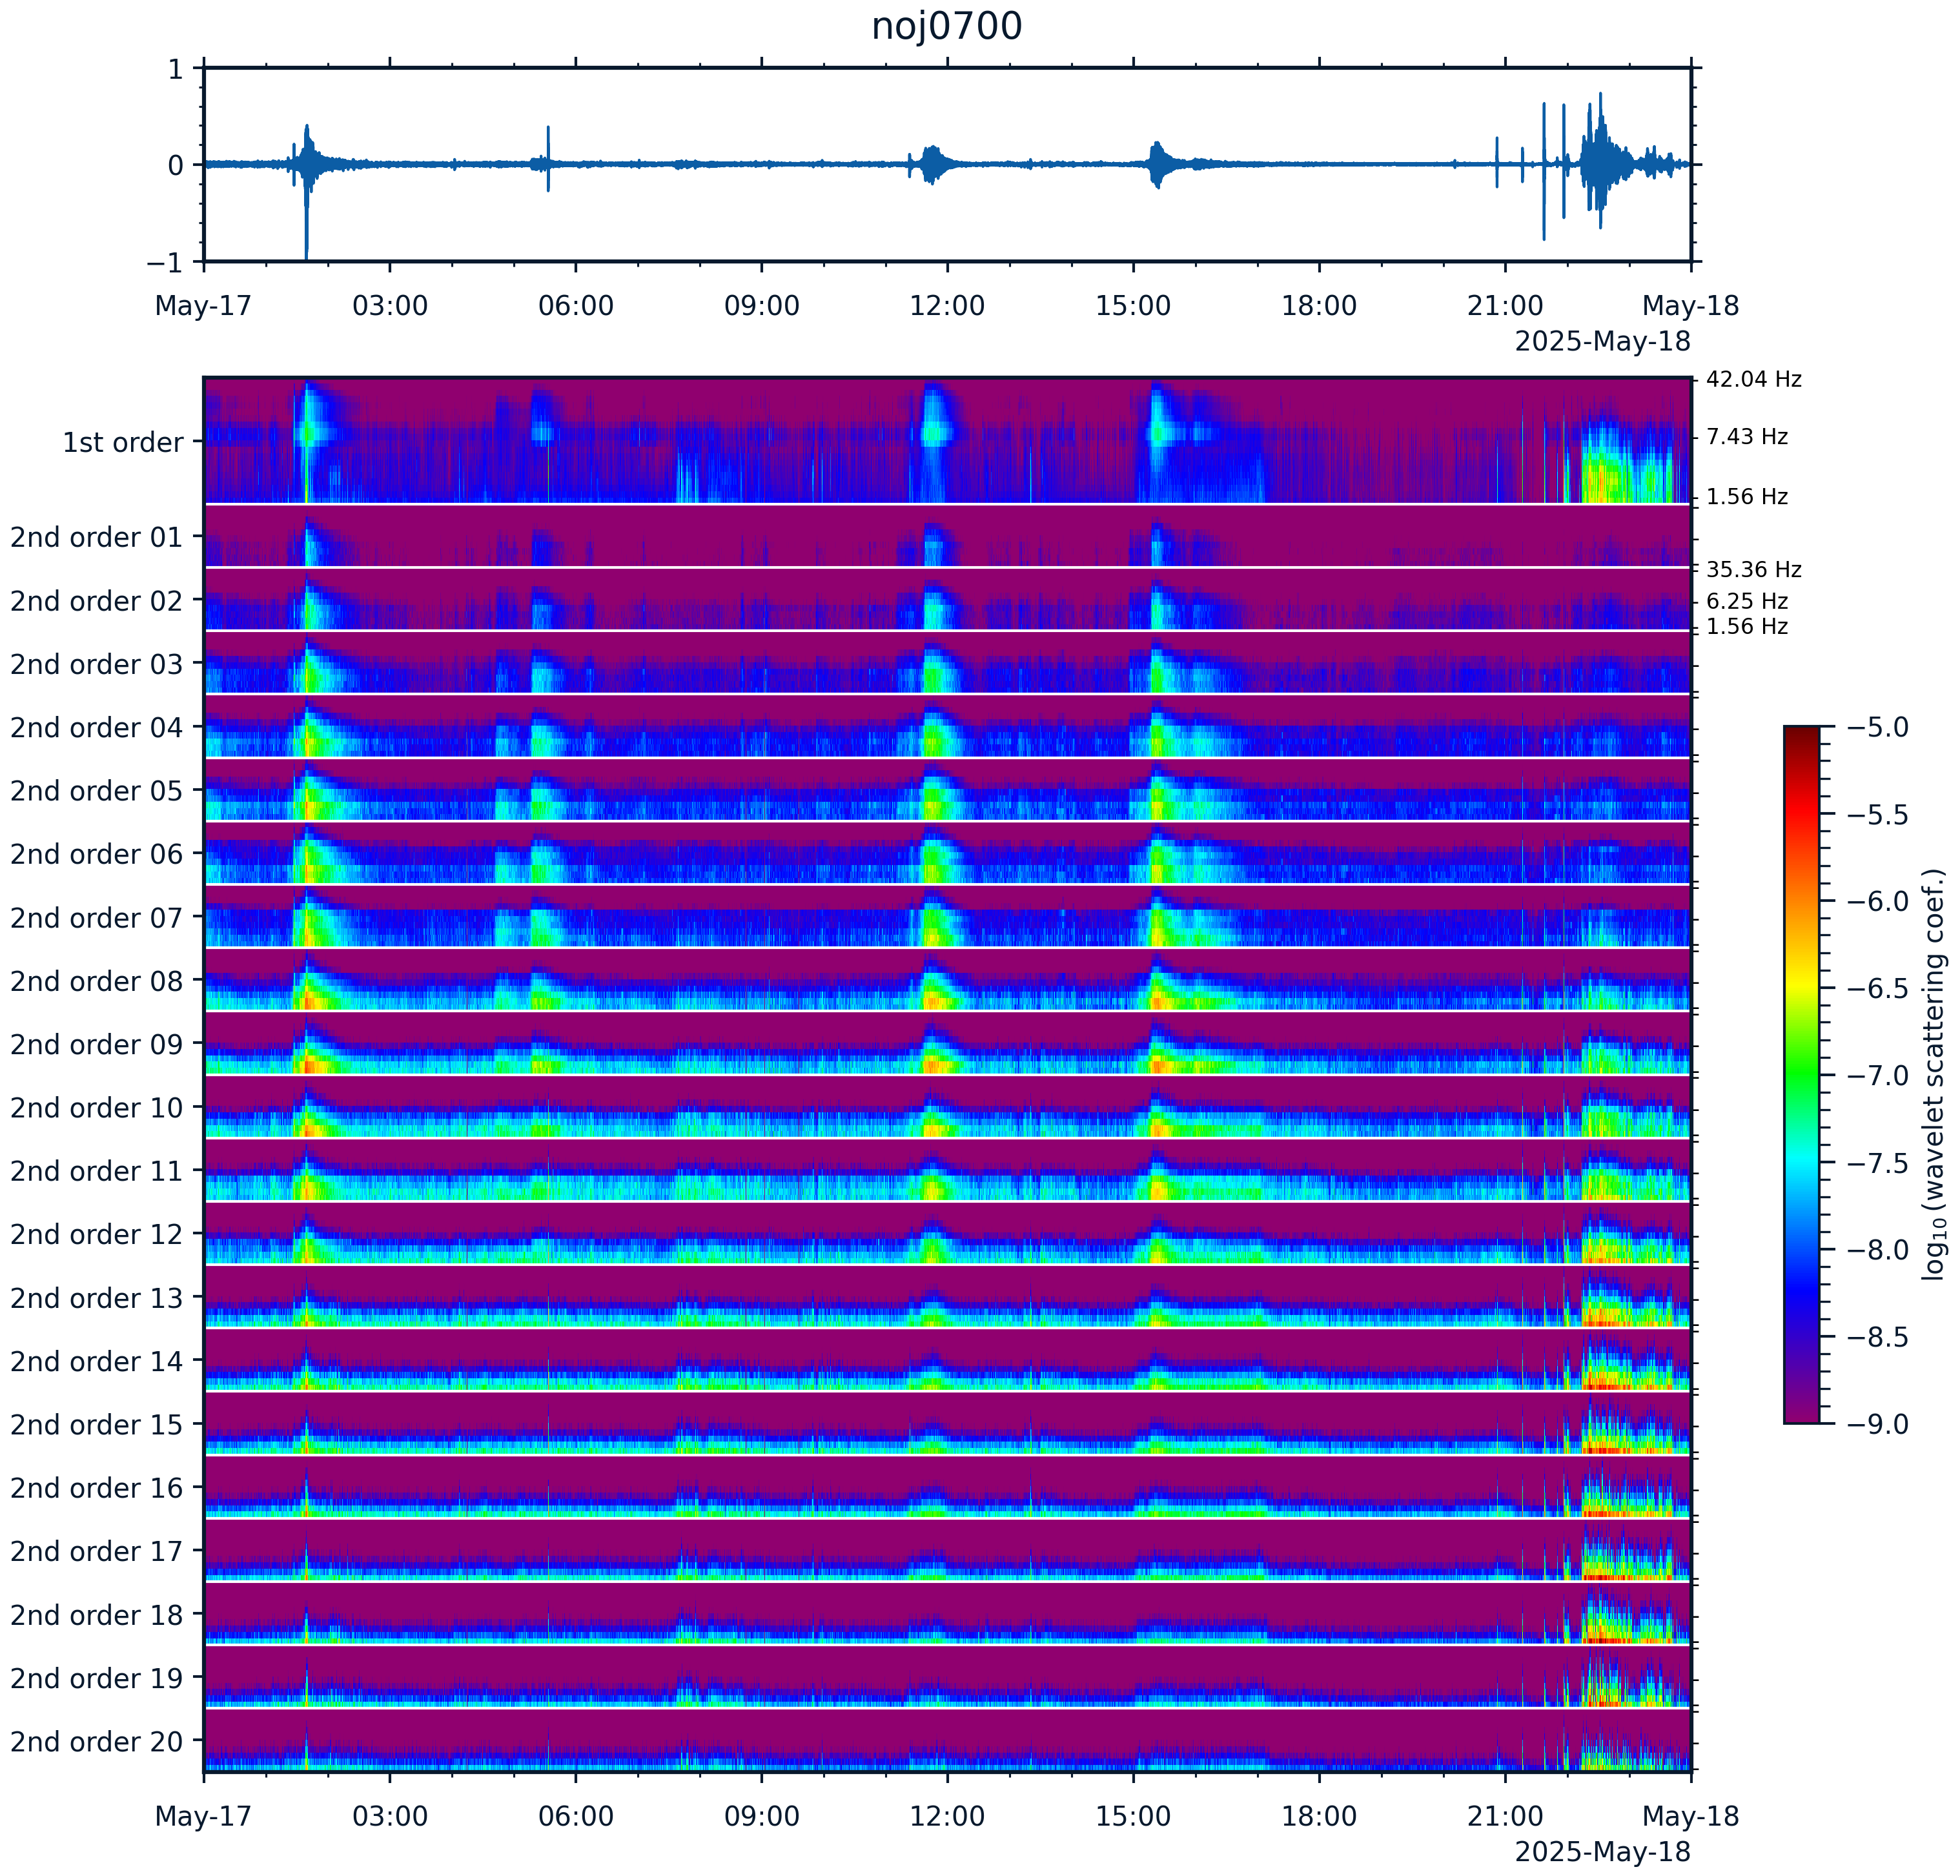 noj0700
1
0
−1
May-17 03:00 06:00 09:00 12:00 15:00 18:00 21:00 May-18
2025-May-18
1st order
42.04 Hz
7.43 Hz
1.56 Hz
2nd order 01
2nd order 02
35.36 Hz
6.25 Hz
1.56 Hz
2nd order 03
2nd order 04
2nd order 05
2nd order 06
2nd order 07
2nd order 08
2nd order 09
2nd order 10
2nd order 11
2nd order 12
2nd order 13
2nd order 14
2nd order 15
2nd order 16
2nd order 17
2nd order 18
2nd order 19
2nd order 20
May-17 03:00 06:00 09:00 12:00 15:00 18:00 21:00 May-18
2025-May-18
−5.0
−5.5
−6.0
−6.5
−7.0
−7.5
−8.0
−8.5
−9.0
log₁₀(wavelet scattering coef.)